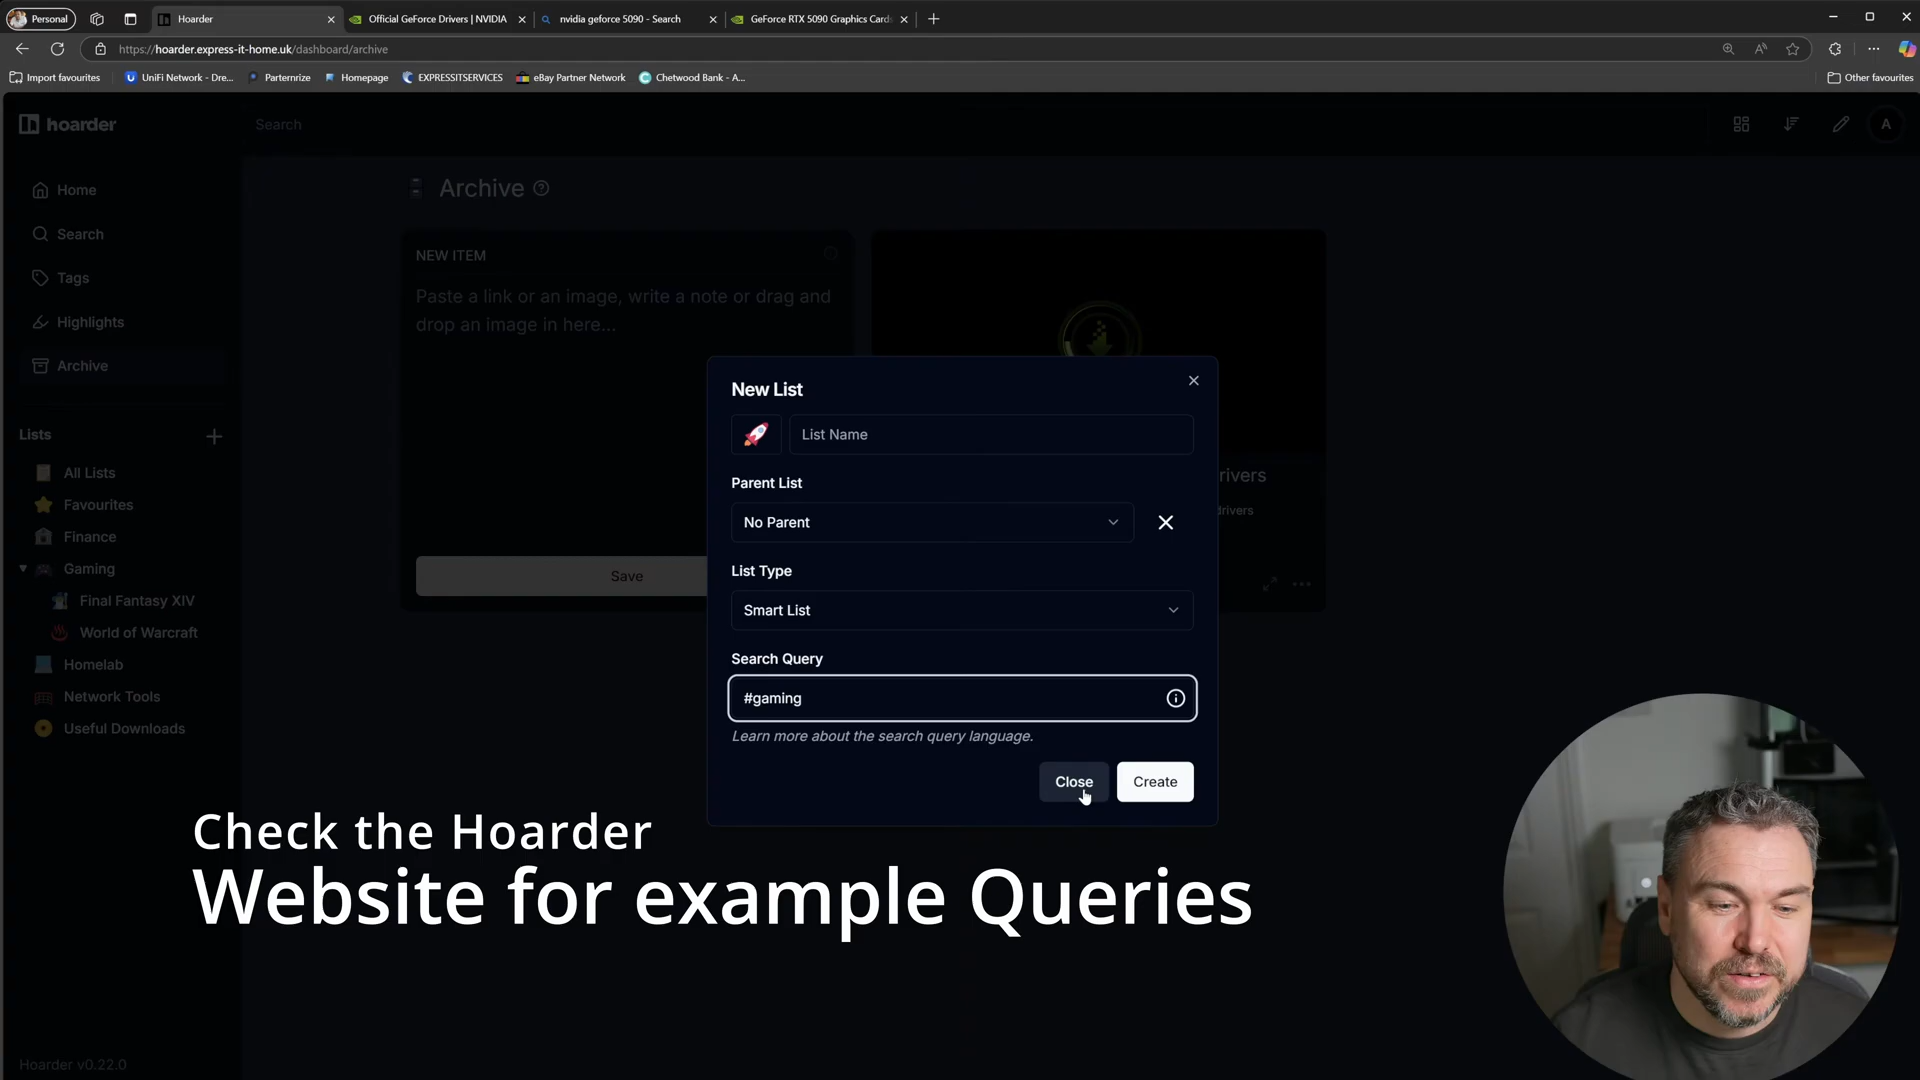 Personal
Hoarder
Official GeForce Drivers | NVIDIA
nvidia geforce 5090 - Search
GeForce RTX 5090 Graphics Cards
https://hoarder.express-it-home.uk/dashboard/archive
Import favourites
UniFi Network - Dre...
Parternrize
Homepage
EXPRESSITSERVICES
eBay Partner Network
Chetwood Bank - A...
Other favourites
hoarder
Search
A
Home
Search
Tags
Highlights
Archive
Lists
All Lists
Favourites
Finance
Gaming
Final Fantasy XIV
World of Warcraft
Homelab
Network Tools
Useful Downloads
Hoarder v0.22.0
Archive
NEW ITEM
Paste a link or an image, write a note or drag and
drop an image in here...
Save
rivers
drivers
New List
List Name
Parent List
No Parent
List Type
Smart List
Search Query
#gaming
Learn more about the search query language.
Close
Create
Check the Hoarder
Website for example Queries